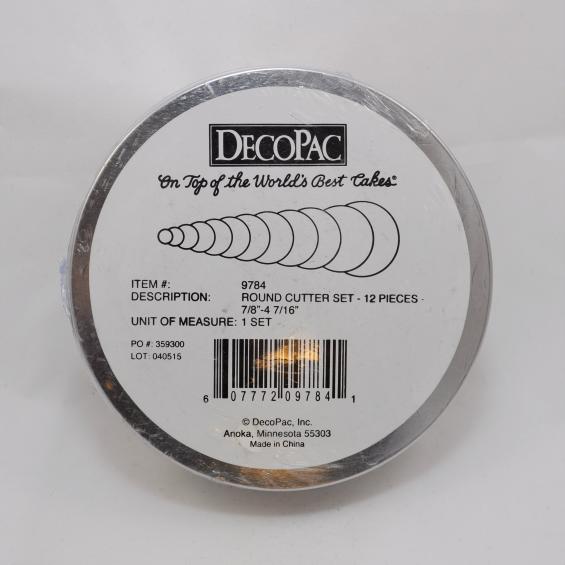 DECOPAC
On Top of the World's Best Cakes®
ITEM #: 9784
DESCRIPTION: ROUND CUTTER SET - 12 PIECES -
7/8"-4 7/16"
UNIT OF MEASURE: 1 SET
PO #: 359300
LOT: 040515
6 07772 09784 1
© DecoPac, Inc.
Anoka, Minnesota 55303
Made in China